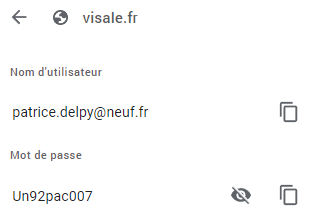 visale.fr
Nom d'utilisateur
patrice.delpy@neuf.fr
Mot de passe
Un92pac007